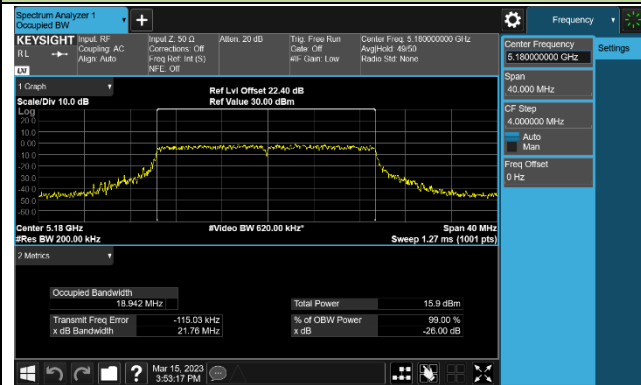 Spectrum Analyzer 1
Occupied BW
Frequency
KEYSIGHT
RL
LXI
Input: RF
Coupling: AC
Align: Auto
Input Z: 50 Ω
Corrections: Off
Freq Ref: Int (S)
NFE: Off
Atten: 20 dB
Trig: Free Run
Gate: Off
#IF Gain: Low
Center Freq: 5.180000000 GHz
Avg|Hold: 49/50
Radio Std: None
Center Frequency
5.180000000 GHz
Settings
Span
40.000 MHz
CF Step
4.000000 MHz
Auto
Man
Freq Offset
0 Hz
1 Graph
Scale/Div 10.0 dB
Ref Lvl Offset 22.40 dB
Ref Value 30.00 dBm
Log
20.0
10.0
0.00
-10.0
-20.0
-30.0
-40.0
-50.0
-60.0
Center 5.18 GHz
#Video BW 620.00 kHz*
Span 40 MHz
#Res BW 200.00 kHz
Sweep 1.27 ms (1001 pts)
2 Metrics
Occupied Bandwidth
18.942 MHz
Total Power 15.9 dBm
Transmit Freq Error -115.03 kHz
% of OBW Power 99.00 %
x dB Bandwidth 21.76 MHz
x dB -26.00 dB
Mar 15, 2023
3:53:17 PM